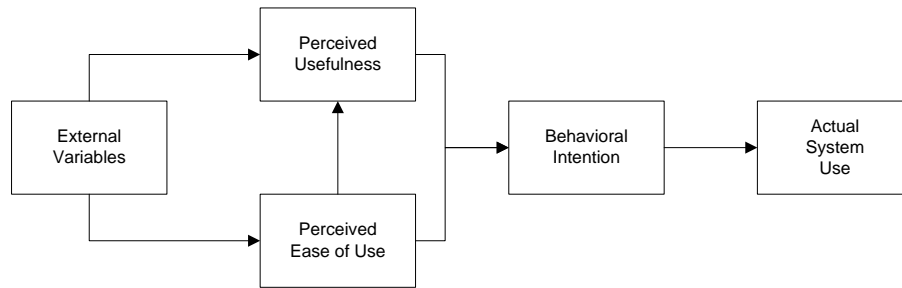 Perceived
Usefulness
External
Variables
Perceived
Ease of Use
Behavioral
Intention
Actual
System
Use